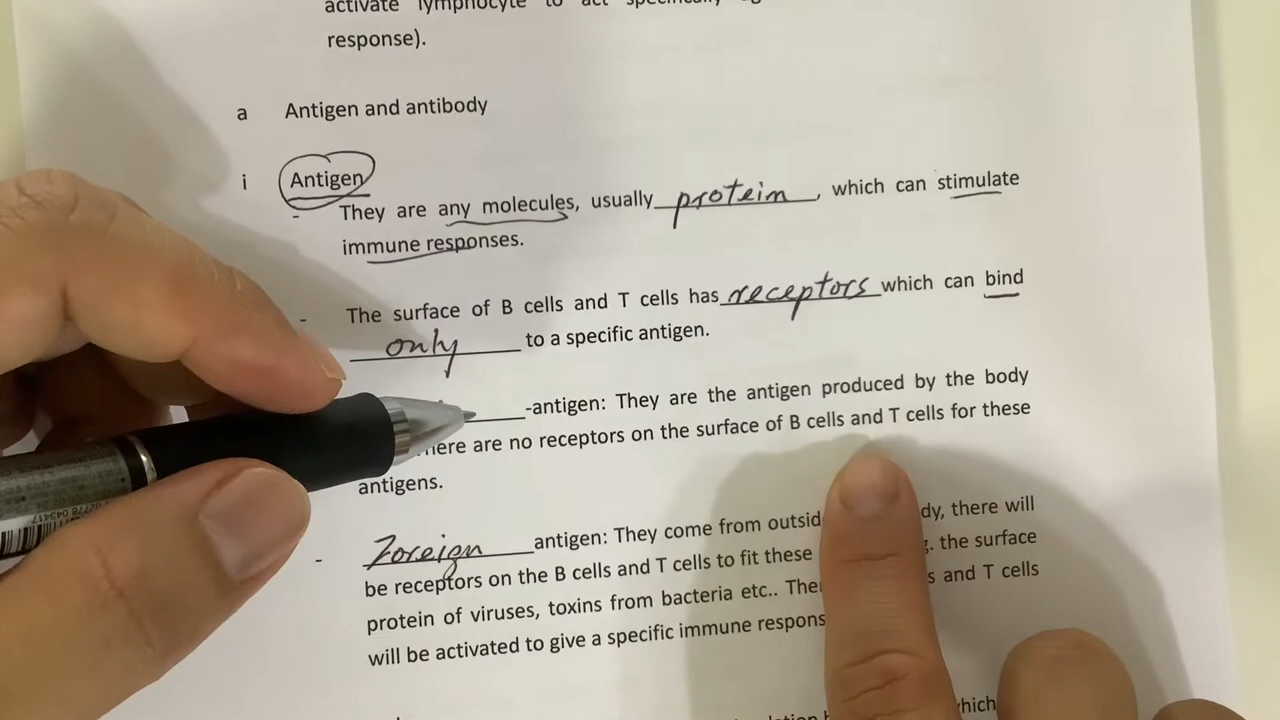 activate lymphocyte to act specifically
response).
a Antigen and antibody
i Antigen
- They are any molecules, usually protein, which can stimulate
immune responses.
- The surface of B cells and T cells has receptors which can bind
only to a specific antigen.
-antigen: They are the antigen produced by the body
here are no receptors on the surface of B cells and T cells for these
antigens.
- Foreign antigen: They come from outsid dy, there will
be receptors on the B cells and T cells to fit these g. the surface
protein of viruses, toxins from bacteria etc.. s and T cells
will be activated to give a specific immune respons
hich